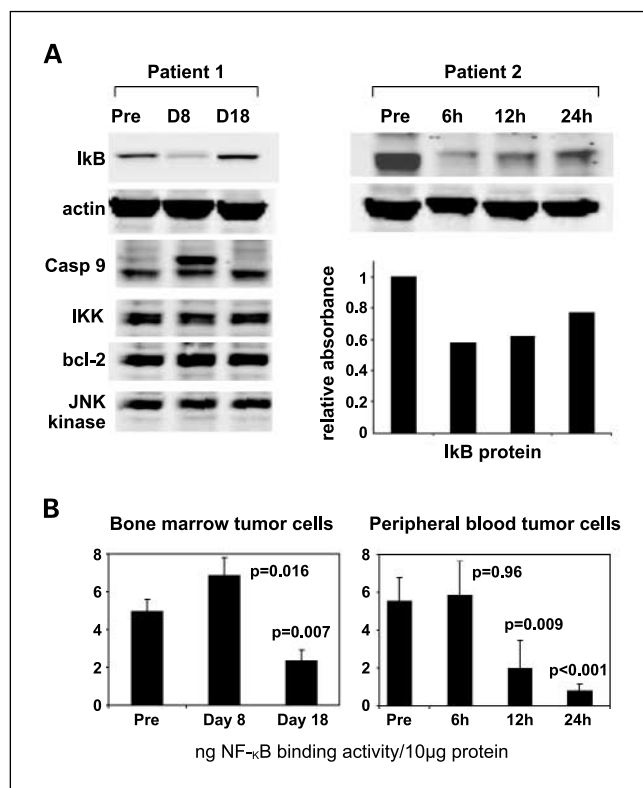 A
Patient 1
Pre D8 D18
IkB
actin
Casp 9
IKK
bcl-2
JNK
kinase
Patient 2
Pre 6h 12h 24h
relative absorbance
1
0.8
0.6
0.4
0.2
0
IkB protein
B
Bone marrow tumor cells
8
6
4
2
0
p=0.016
p=0.007
Pre Day 8 Day 18
Peripheral blood tumor cells
8
6
4
2
0
p=0.96
p=0.009
p<0.001
Pre 6h 12h 24h
ng NF-κB binding activity/10μg protein